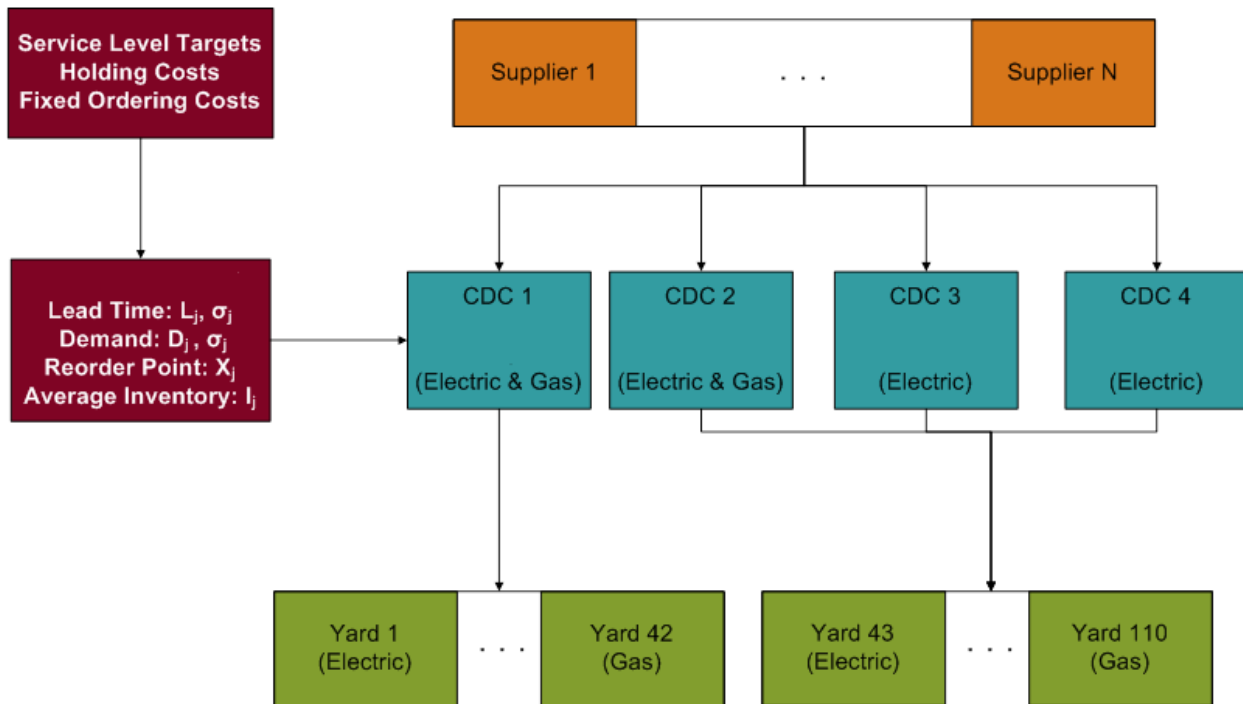 Service Level Targets
Holding Costs
Fixed Ordering Costs
Supplier 1
. . .
Supplier N
Lead Time: Lⱼ, σⱼ
Demand: Dⱼ , σⱼ
Reorder Point: Xⱼ
Average Inventory: Iⱼ
CDC 1
(Electric & Gas)
CDC 2
(Electric & Gas)
CDC 3
(Electric)
CDC 4
(Electric)
Yard 1
(Electric)
. . .
Yard 42
(Gas)
Yard 43
(Electric)
. . .
Yard 110
(Gas)